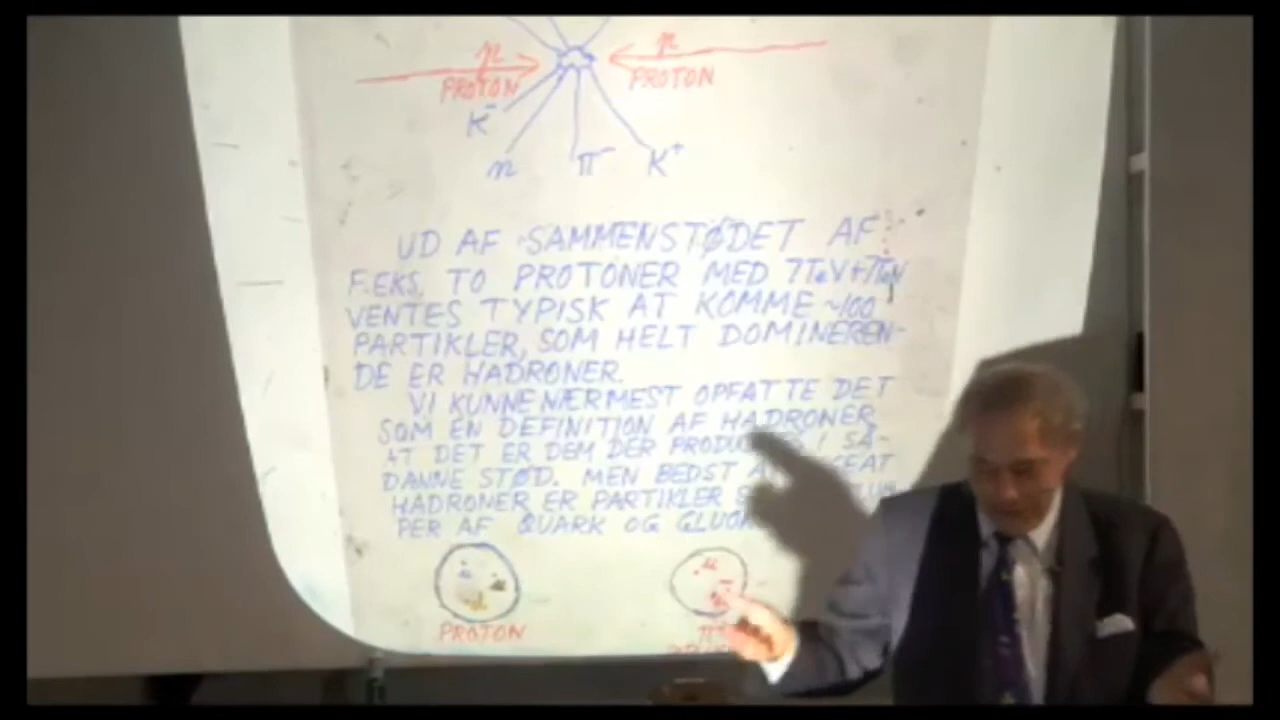 p p
PROTON PROTON
K⁻
n π⁻ K⁺
UD AF SAMMENSTØDET AF
F.EKS. TO PROTONER MED 7TeV+7TeV
VENTES TYPISK AT KOMME ~100
PARTIKLER, SOM HELT DOMINEREN-
DE ER HADRONER.
VI KUNNE NÆRMEST OPFATTE DET
SOM EN DEFINITION AF HADRONER,
AT DET ER DEM DER I SÅ-
DANNE STØD. MEN BEDST
HADRONER ER PARTIKLER
PER AF QUARK OG
u
PROTON